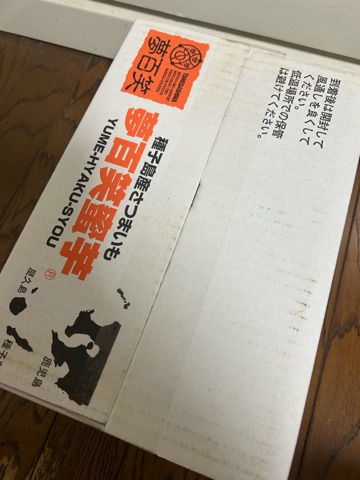 到着後は開封して
風通しを良くして
ください。
低温場所での保管
は避けてください。
夢百笑
種子島産さつまいも
夢百笑蜜芋
®
YUME-HYAKU-SYOU
屋久島
種子
鹿児島